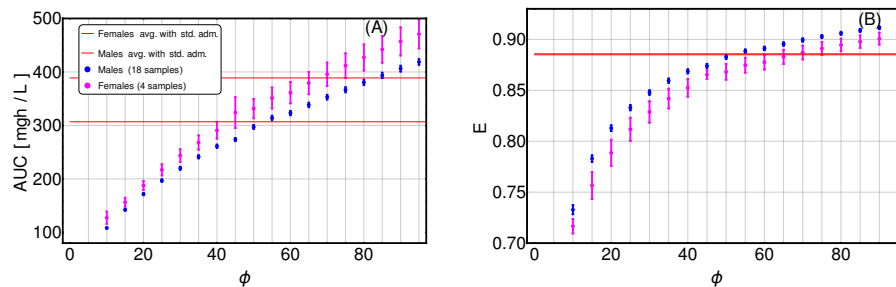 (A)
Females avg. with std. adm.
Males avg. with std. adm.
Males (18 samples)
Females (4 samples)
AUC [ mgh / L ]
500
400
300
200
100
0 20 40 60 80
ϕ
(B)
E
0.90
0.85
0.80
0.75
0.70
0 20 40 60 80
ϕ